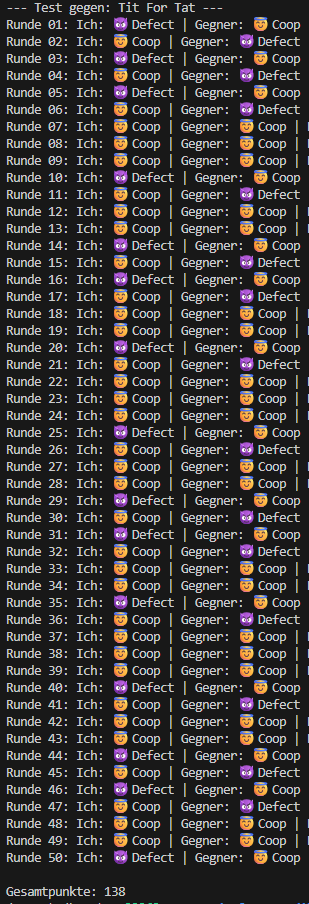 --- Test gegen: Tit For Tat ---
Runde 01: Ich: 😈 Defect | Gegner: 😇 Coop
Runde 02: Ich: 😇 Coop | Gegner: 😈 Defect
Runde 03: Ich: 😈 Defect | Gegner: 😇 Coop
Runde 04: Ich: 😇 Coop | Gegner: 😈 Defect
Runde 05: Ich: 😈 Defect | Gegner: 😇 Coop
Runde 06: Ich: 😇 Coop | Gegner: 😈 Defect
Runde 07: Ich: 😇 Coop | Gegner: 😇 Coop |
Runde 08: Ich: 😇 Coop | Gegner: 😇 Coop |
Runde 09: Ich: 😇 Coop | Gegner: 😇 Coop |
Runde 10: Ich: 😈 Defect | Gegner: 😇 Coop
Runde 11: Ich: 😇 Coop | Gegner: 😈 Defect
Runde 12: Ich: 😇 Coop | Gegner: 😇 Coop |
Runde 13: Ich: 😇 Coop | Gegner: 😇 Coop |
Runde 14: Ich: 😈 Defect | Gegner: 😇 Coop
Runde 15: Ich: 😇 Coop | Gegner: 😈 Defect
Runde 16: Ich: 😈 Defect | Gegner: 😇 Coop
Runde 17: Ich: 😇 Coop | Gegner: 😈 Defect
Runde 18: Ich: 😇 Coop | Gegner: 😇 Coop |
Runde 19: Ich: 😇 Coop | Gegner: 😇 Coop |
Runde 20: Ich: 😈 Defect | Gegner: 😇 Coop
Runde 21: Ich: 😇 Coop | Gegner: 😈 Defect
Runde 22: Ich: 😇 Coop | Gegner: 😇 Coop |
Runde 23: Ich: 😇 Coop | Gegner: 😇 Coop |
Runde 24: Ich: 😇 Coop | Gegner: 😇 Coop |
Runde 25: Ich: 😈 Defect | Gegner: 😇 Coop
Runde 26: Ich: 😇 Coop | Gegner: 😈 Defect
Runde 27: Ich: 😇 Coop | Gegner: 😇 Coop |
Runde 28: Ich: 😇 Coop | Gegner: 😇 Coop |
Runde 29: Ich: 😈 Defect | Gegner: 😇 Coop
Runde 30: Ich: 😇 Coop | Gegner: 😈 Defect
Runde 31: Ich: 😈 Defect | Gegner: 😇 Coop
Runde 32: Ich: 😇 Coop | Gegner: 😈 Defect
Runde 33: Ich: 😇 Coop | Gegner: 😇 Coop |
Runde 34: Ich: 😇 Coop | Gegner: 😇 Coop |
Runde 35: Ich: 😈 Defect | Gegner: 😇 Coop
Runde 36: Ich: 😇 Coop | Gegner: 😈 Defect
Runde 37: Ich: 😇 Coop | Gegner: 😇 Coop |
Runde 38: Ich: 😇 Coop | Gegner: 😇 Coop |
Runde 39: Ich: 😇 Coop | Gegner: 😇 Coop |
Runde 40: Ich: 😈 Defect | Gegner: 😇 Coop
Runde 41: Ich: 😇 Coop | Gegner: 😈 Defect
Runde 42: Ich: 😇 Coop | Gegner: 😇 Coop |
Runde 43: Ich: 😇 Coop | Gegner: 😇 Coop |
Runde 44: Ich: 😈 Defect | Gegner: 😇 Coop
Runde 45: Ich: 😇 Coop | Gegner: 😈 Defect
Runde 46: Ich: 😈 Defect | Gegner: 😇 Coop
Runde 47: Ich: 😇 Coop | Gegner: 😈 Defect
Runde 48: Ich: 😇 Coop | Gegner: 😇 Coop |
Runde 49: Ich: 😇 Coop | Gegner: 😇 Coop |
Runde 50: Ich: 😈 Defect | Gegner: 😇 Coop
Gesamtpunkte: 138